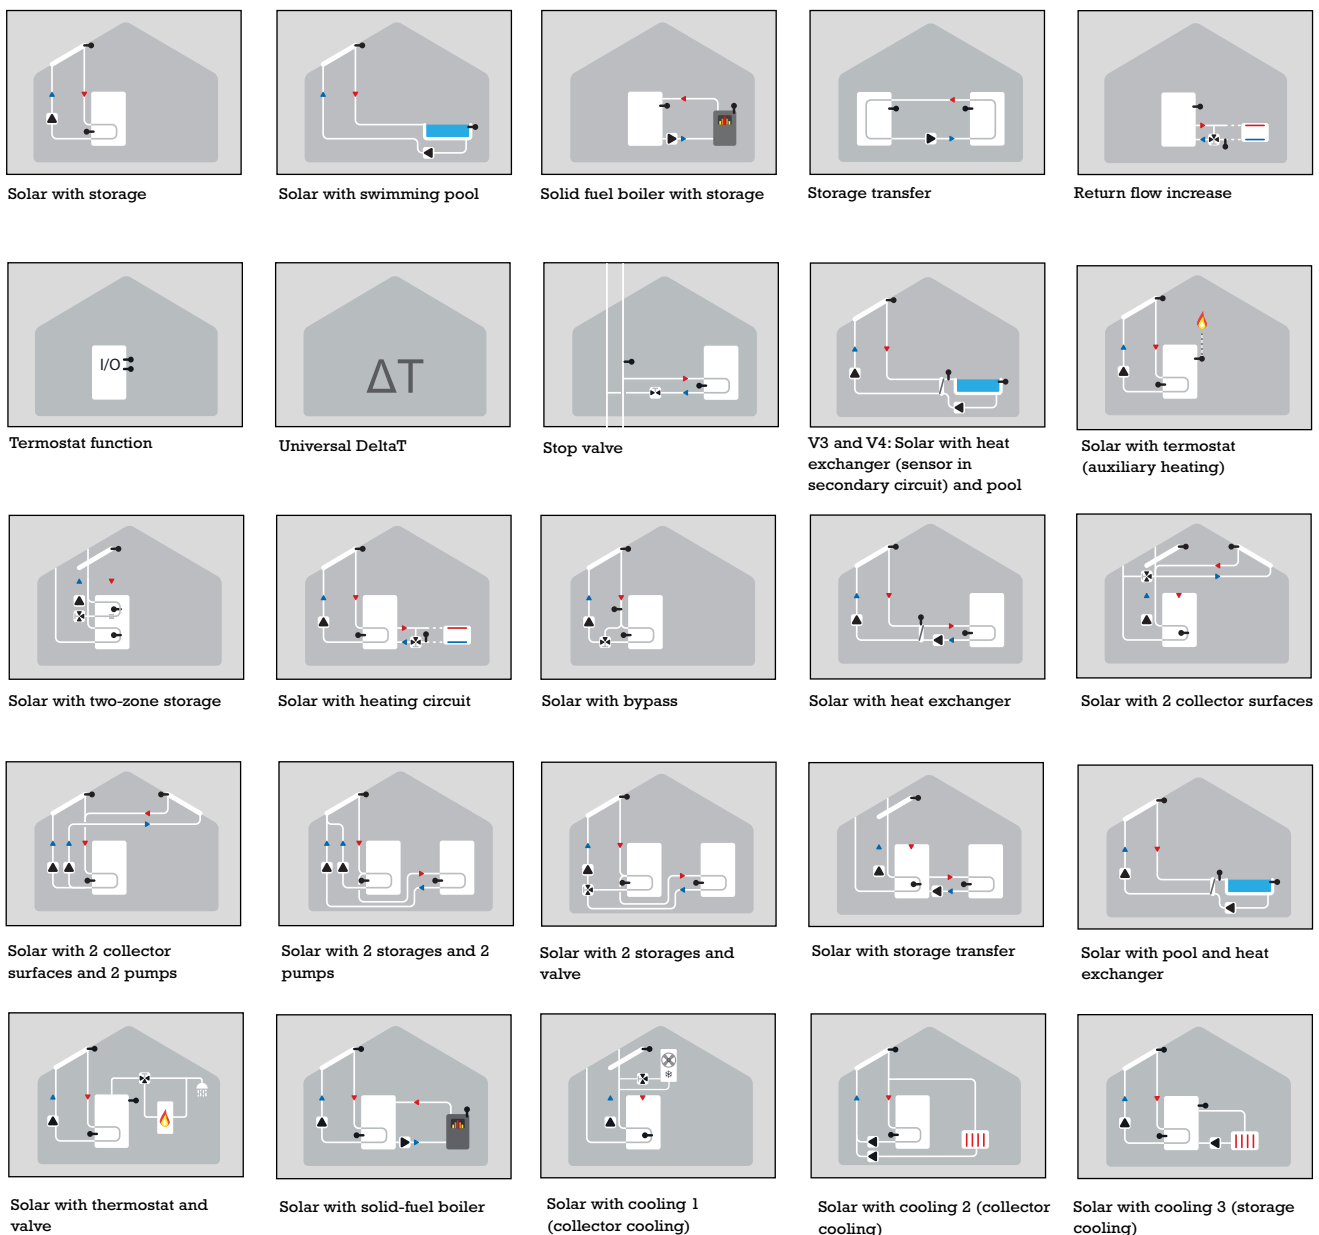 Solar with storage
Solar with swimming pool
Solid fuel boiler with storage
Storage transfer
Return flow increase
I/O
ΔT
Termostat function
Universal DeltaT
Stop valve
V3 and V4: Solar with heat
exchanger (sensor in
secondary circuit) and pool
Solar with termostat
(auxiliary heating)
Solar with two-zone storage
Solar with heating circuit
Solar with bypass
Solar with heat exchanger
Solar with 2 collector surfaces
Solar with 2 collector
surfaces and 2 pumps
Solar with 2 storages and 2
pumps
Solar with 2 storages and
valve
Solar with storage transfer
Solar with pool and heat
exchanger
Solar with thermostat and
valve
Solar with solid-fuel boiler
Solar with cooling 1
(collector cooling)
Solar with cooling 2 (collector
cooling)
Solar with cooling 3 (storage
cooling)